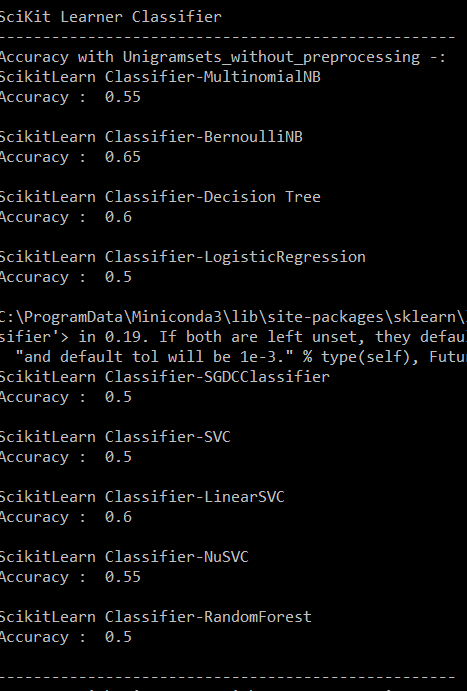 SciKit Learner Classifier
---------------------------------------------------
Accuracy with Unigramsets_without_preprocessing -:
ScikitLearn Classifier-MultinomialNB
Accuracy :  0.55
ScikitLearn Classifier-BernoulliNB
Accuracy :  0.65
ScikitLearn Classifier-Decision Tree
Accuracy :  0.6
ScikitLearn Classifier-LogisticRegression
Accuracy :  0.5
C:\ProgramData\Miniconda3\lib\site-packages\sklearn\
sifier'> in 0.19. If both are left unset, they defau
"and default tol will be 1e-3." % type(self), Futu
ScikitLearn Classifier-SGDCClassifier
Accuracy :  0.5
ScikitLearn Classifier-SVC
Accuracy :  0.5
ScikitLearn Classifier-LinearSVC
Accuracy :  0.6
ScikitLearn Classifier-NuSVC
Accuracy :  0.55
ScikitLearn Classifier-RandomForest
Accuracy :  0.5
---------------------------------------------------